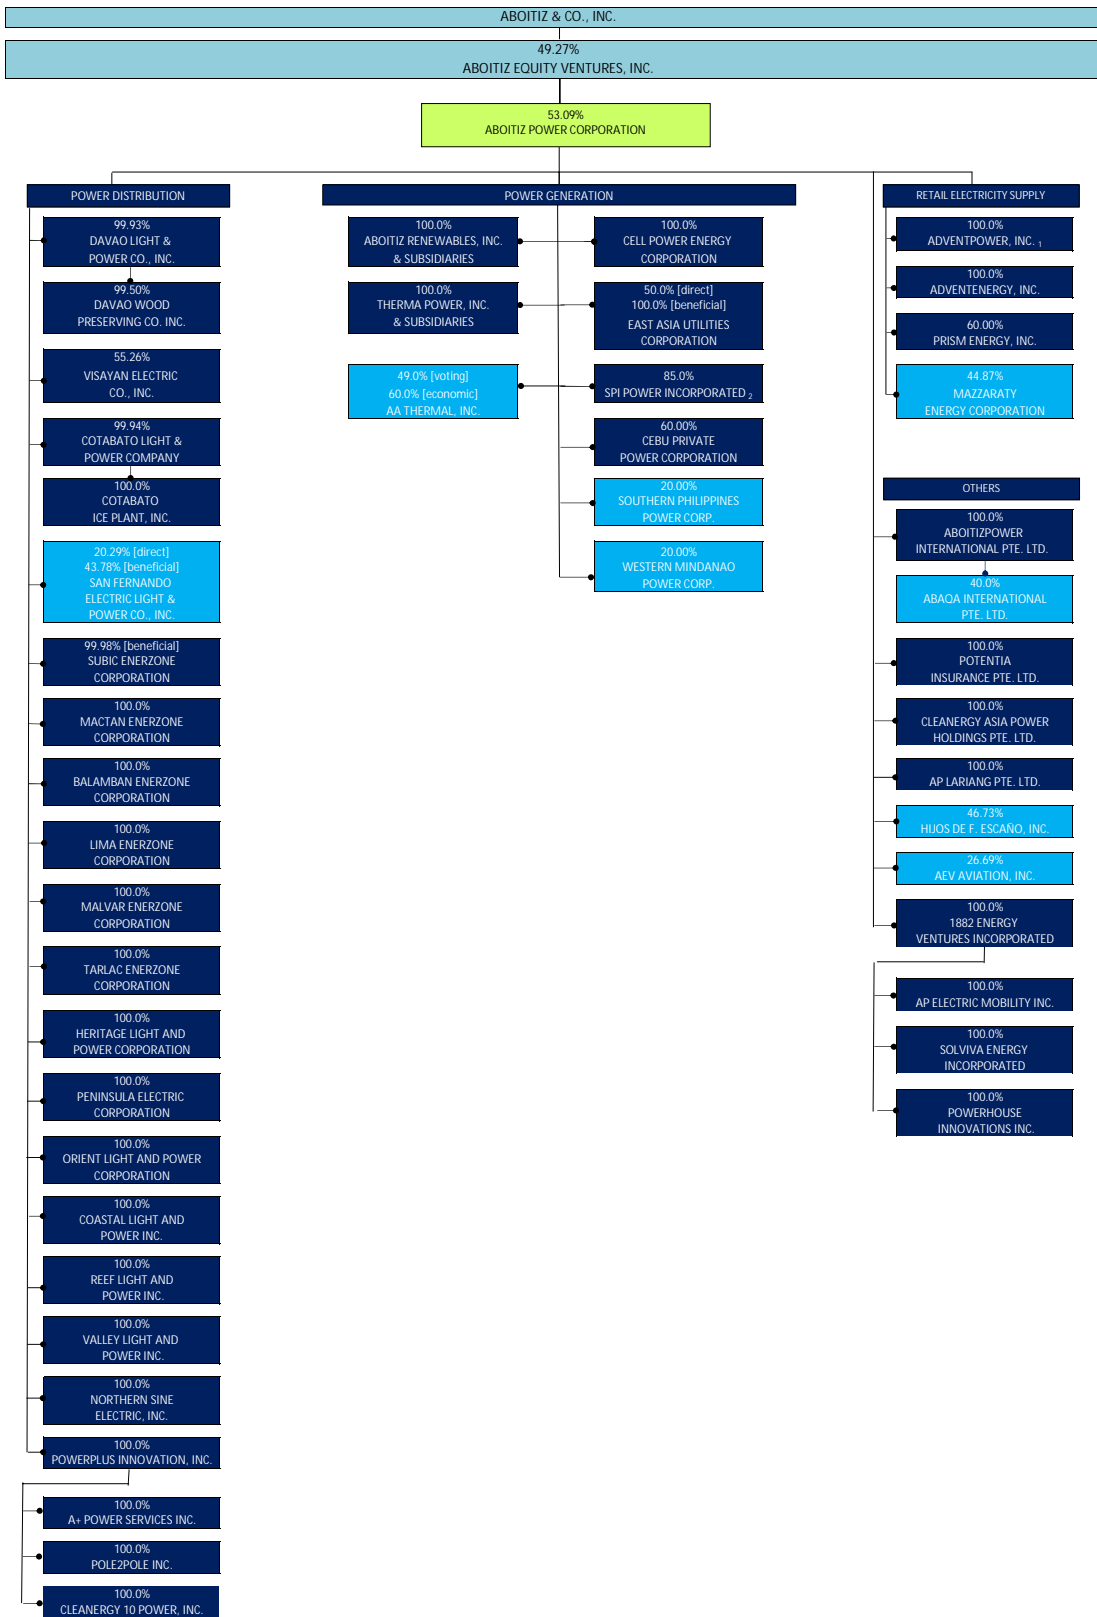 ABOITIZ & CO., INC.
49.27%
ABOITIZ EQUITY VENTURES, INC.
53.09%
ABOITIZ POWER CORPORATION
POWER DISTRIBUTION
99.93%
DAVAO LIGHT &
POWER CO., INC.
99.50%
DAVAO WOOD
PRESERVING CO. INC.
55.26%
VISAYAN ELECTRIC
CO., INC.
99.94%
COTABATO LIGHT &
POWER COMPANY
100.0%
COTABATO
ICE PLANT, INC.
20.29% [direct]
43.78% [beneficial]
SAN FERNANDO
ELECTRIC LIGHT &
POWER CO., INC.
99.98% [beneficial]
SUBIC ENERZONE
CORPORATION
100.0%
MACTAN ENERZONE
CORPORATION
100.0%
BALAMBAN ENERZONE
CORPORATION
100.0%
LIMA ENERZONE
CORPORATION
100.0%
MALVAR ENERZONE
CORPORATION
100.0%
TARLAC ENERZONE
CORPORATION
100.0%
HERITAGE LIGHT AND
POWER CORPORATION
100.0%
PENINSULA ELECTRIC
CORPORATION
100.0%
ORIENT LIGHT AND POWER
CORPORATION
100.0%
COASTAL LIGHT AND
POWER INC.
100.0%
REEF LIGHT AND
POWER INC.
100.0%
VALLEY LIGHT AND
POWER INC.
100.0%
NORTHERN SINE
ELECTRIC, INC.
100.0%
POWERPLUS INNOVATION, INC.
100.0%
A+ POWER SERVICES INC.
100.0%
POLE2POLE INC.
100.0%
CLEANERGY 10 POWER, INC.
POWER GENERATION
100.0%
ABOITIZ RENEWABLES, INC.
& SUBSIDIARIES
100.0%
THERMA POWER, INC.
& SUBSIDIARIES
49.0% [voting]
60.0% [economic]
AA THERMAL, INC.
100.0%
CELL POWER ENERGY
CORPORATION
50.0% [direct]
100.0% [beneficial]
EAST ASIA UTILITIES
CORPORATION
85.0%
SPI POWER INCORPORATED 2
60.00%
CEBU PRIVATE
POWER CORPORATION
20.00%
SOUTHERN PHILIPPINES
POWER CORP.
20.00%
WESTERN MINDANAO
POWER CORP.
RETAIL ELECTRICITY SUPPLY
100.0%
ADVENTPOWER, INC. 1
100.0%
ADVENTENERGY, INC.
60.00%
PRISM ENERGY, INC.
44.87%
MAZZARATY
ENERGY CORPORATION
OTHERS
100.0%
ABOITIZPOWER
INTERNATIONAL PTE. LTD.
40.0%
ABAQA INTERNATIONAL
PTE. LTD.
100.0%
POTENTIA
INSURANCE PTE. LTD.
100.0%
CLEANERGY ASIA POWER
HOLDINGS PTE. LTD.
100.0%
AP LARIANG PTE. LTD.
46.73%
HIJOS DE F. ESCAÑO, INC.
26.69%
AEV AVIATION, INC.
100.0%
1882 ENERGY
VENTURES INCORPORATED
100.0%
AP ELECTRIC MOBILITY INC.
100.0%
SOLVIVA ENERGY
INCORPORATED
100.0%
POWERHOUSE
INNOVATIONS INC.